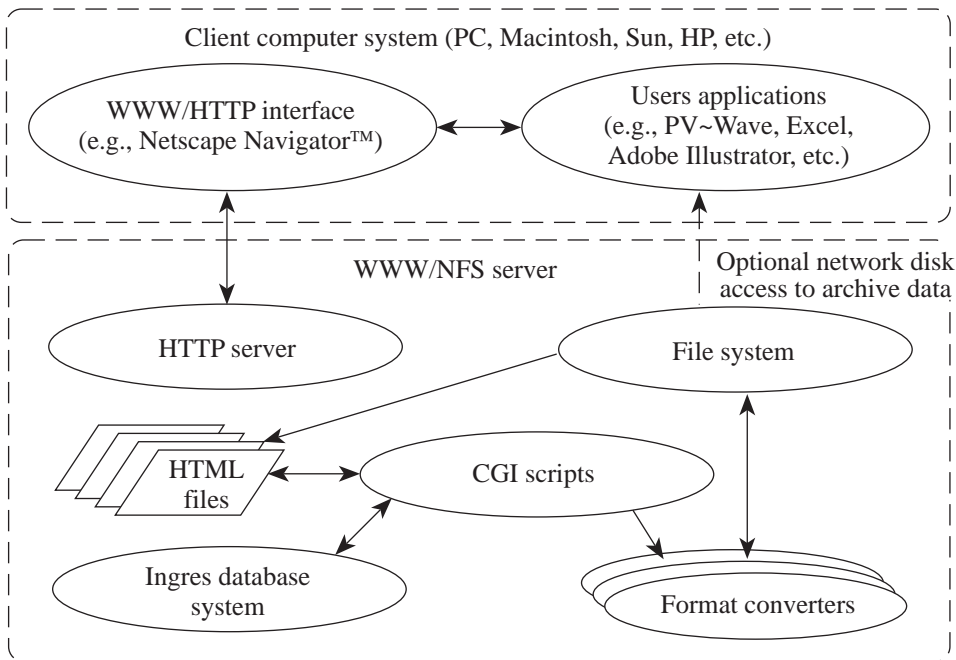 Client computer system (PC, Macintosh, Sun, HP, etc.)
WWW/HTTP interface
(e.g., Netscape Navigator™)
Users applications
(e.g., PV~Wave, Excel,
Adobe Illustrator, etc.)
WWW/NFS server
Optional network disk
access to archive data
HTTP server
File system
HTML
files
CGI scripts
Ingres database
system
Format converters